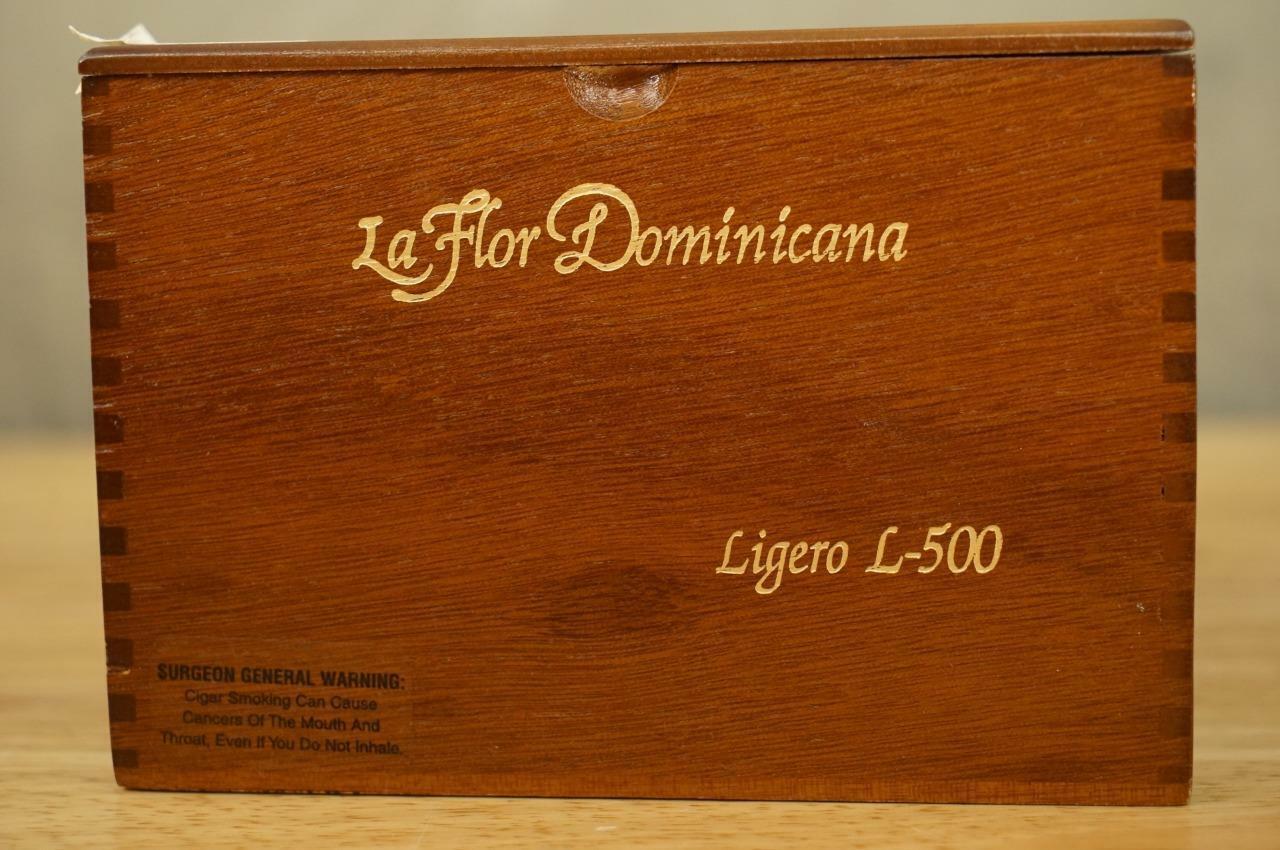 La Flor Dominicana
Ligero L-500
SURGEON GENERAL WARNING:
Cigar Smoking Can Cause
Cancers Of The Mouth And
Throat, Even If You Do Not Inhale.